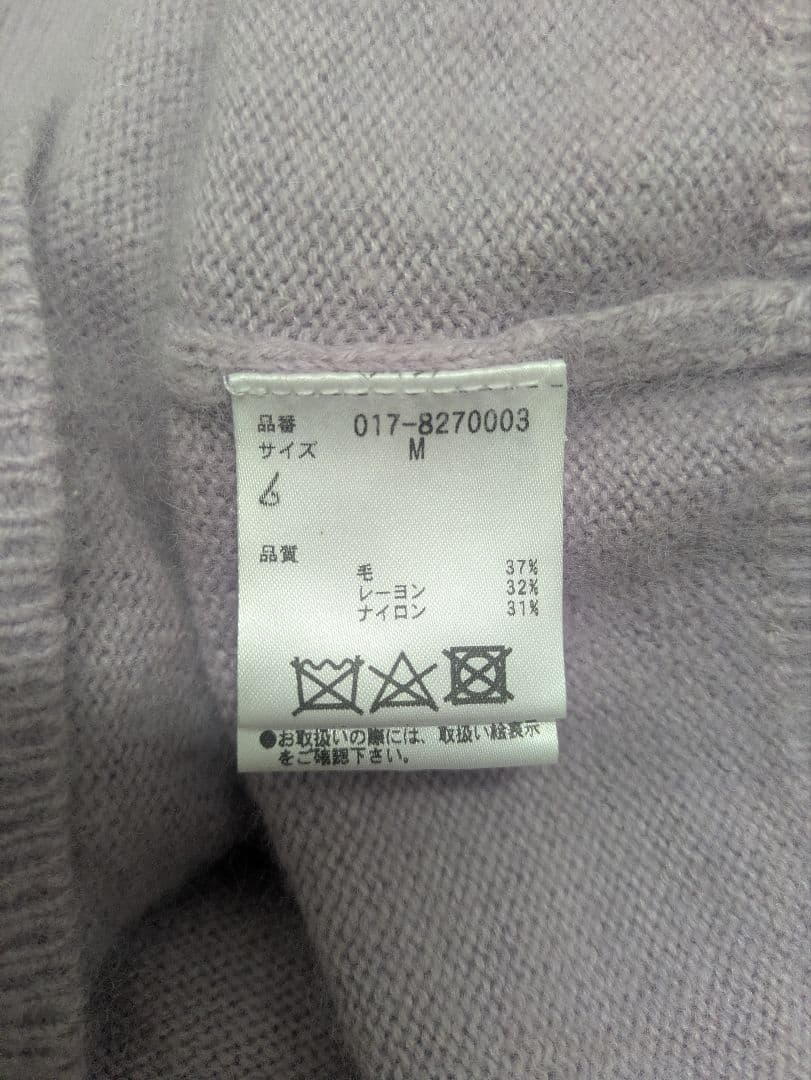 品番 017-8270003
サイズ M
品質
毛 37%
レーヨン 32%
ナイロン 31%
●お取扱いの際には、取扱い絵表示
をご確認下さい。